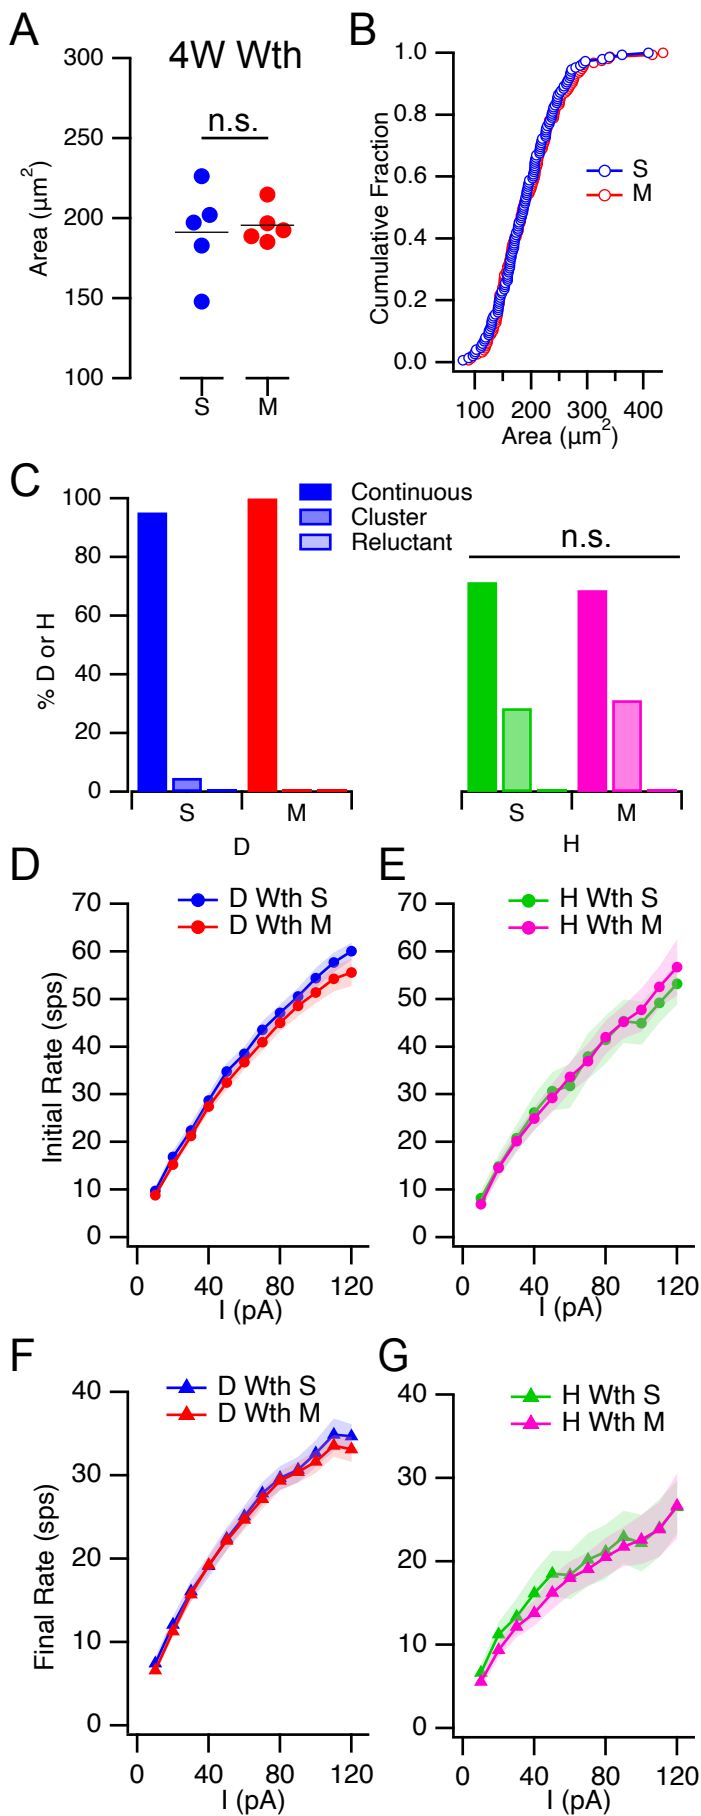 A
4W Wth
300
250
200
150
100
Area (µm²)
n.s.
S
M
B
1.0
0.8
0.6
0.4
0.2
0.0
Cumulative Fraction
S
M
100 200 300 400
Area (µm²)
C
100
80
60
40
20
0
% D or H
Continuous
Cluster
Reluctant
n.s.
S M S M
D H
D
70
60
50
40
30
20
10
0
Initial Rate (sps)
D Wth S
D Wth M
0 40 80 120
I (pA)
E
70
60
50
40
30
20
10
0
H Wth S
H Wth M
0 40 80 120
I (pA)
F
40
30
20
10
0
Final Rate (sps)
D Wth S
D Wth M
0 40 80 120
I (pA)
G
40
30
20
10
0
H Wth S
H Wth M
0 40 80 120
I (pA)